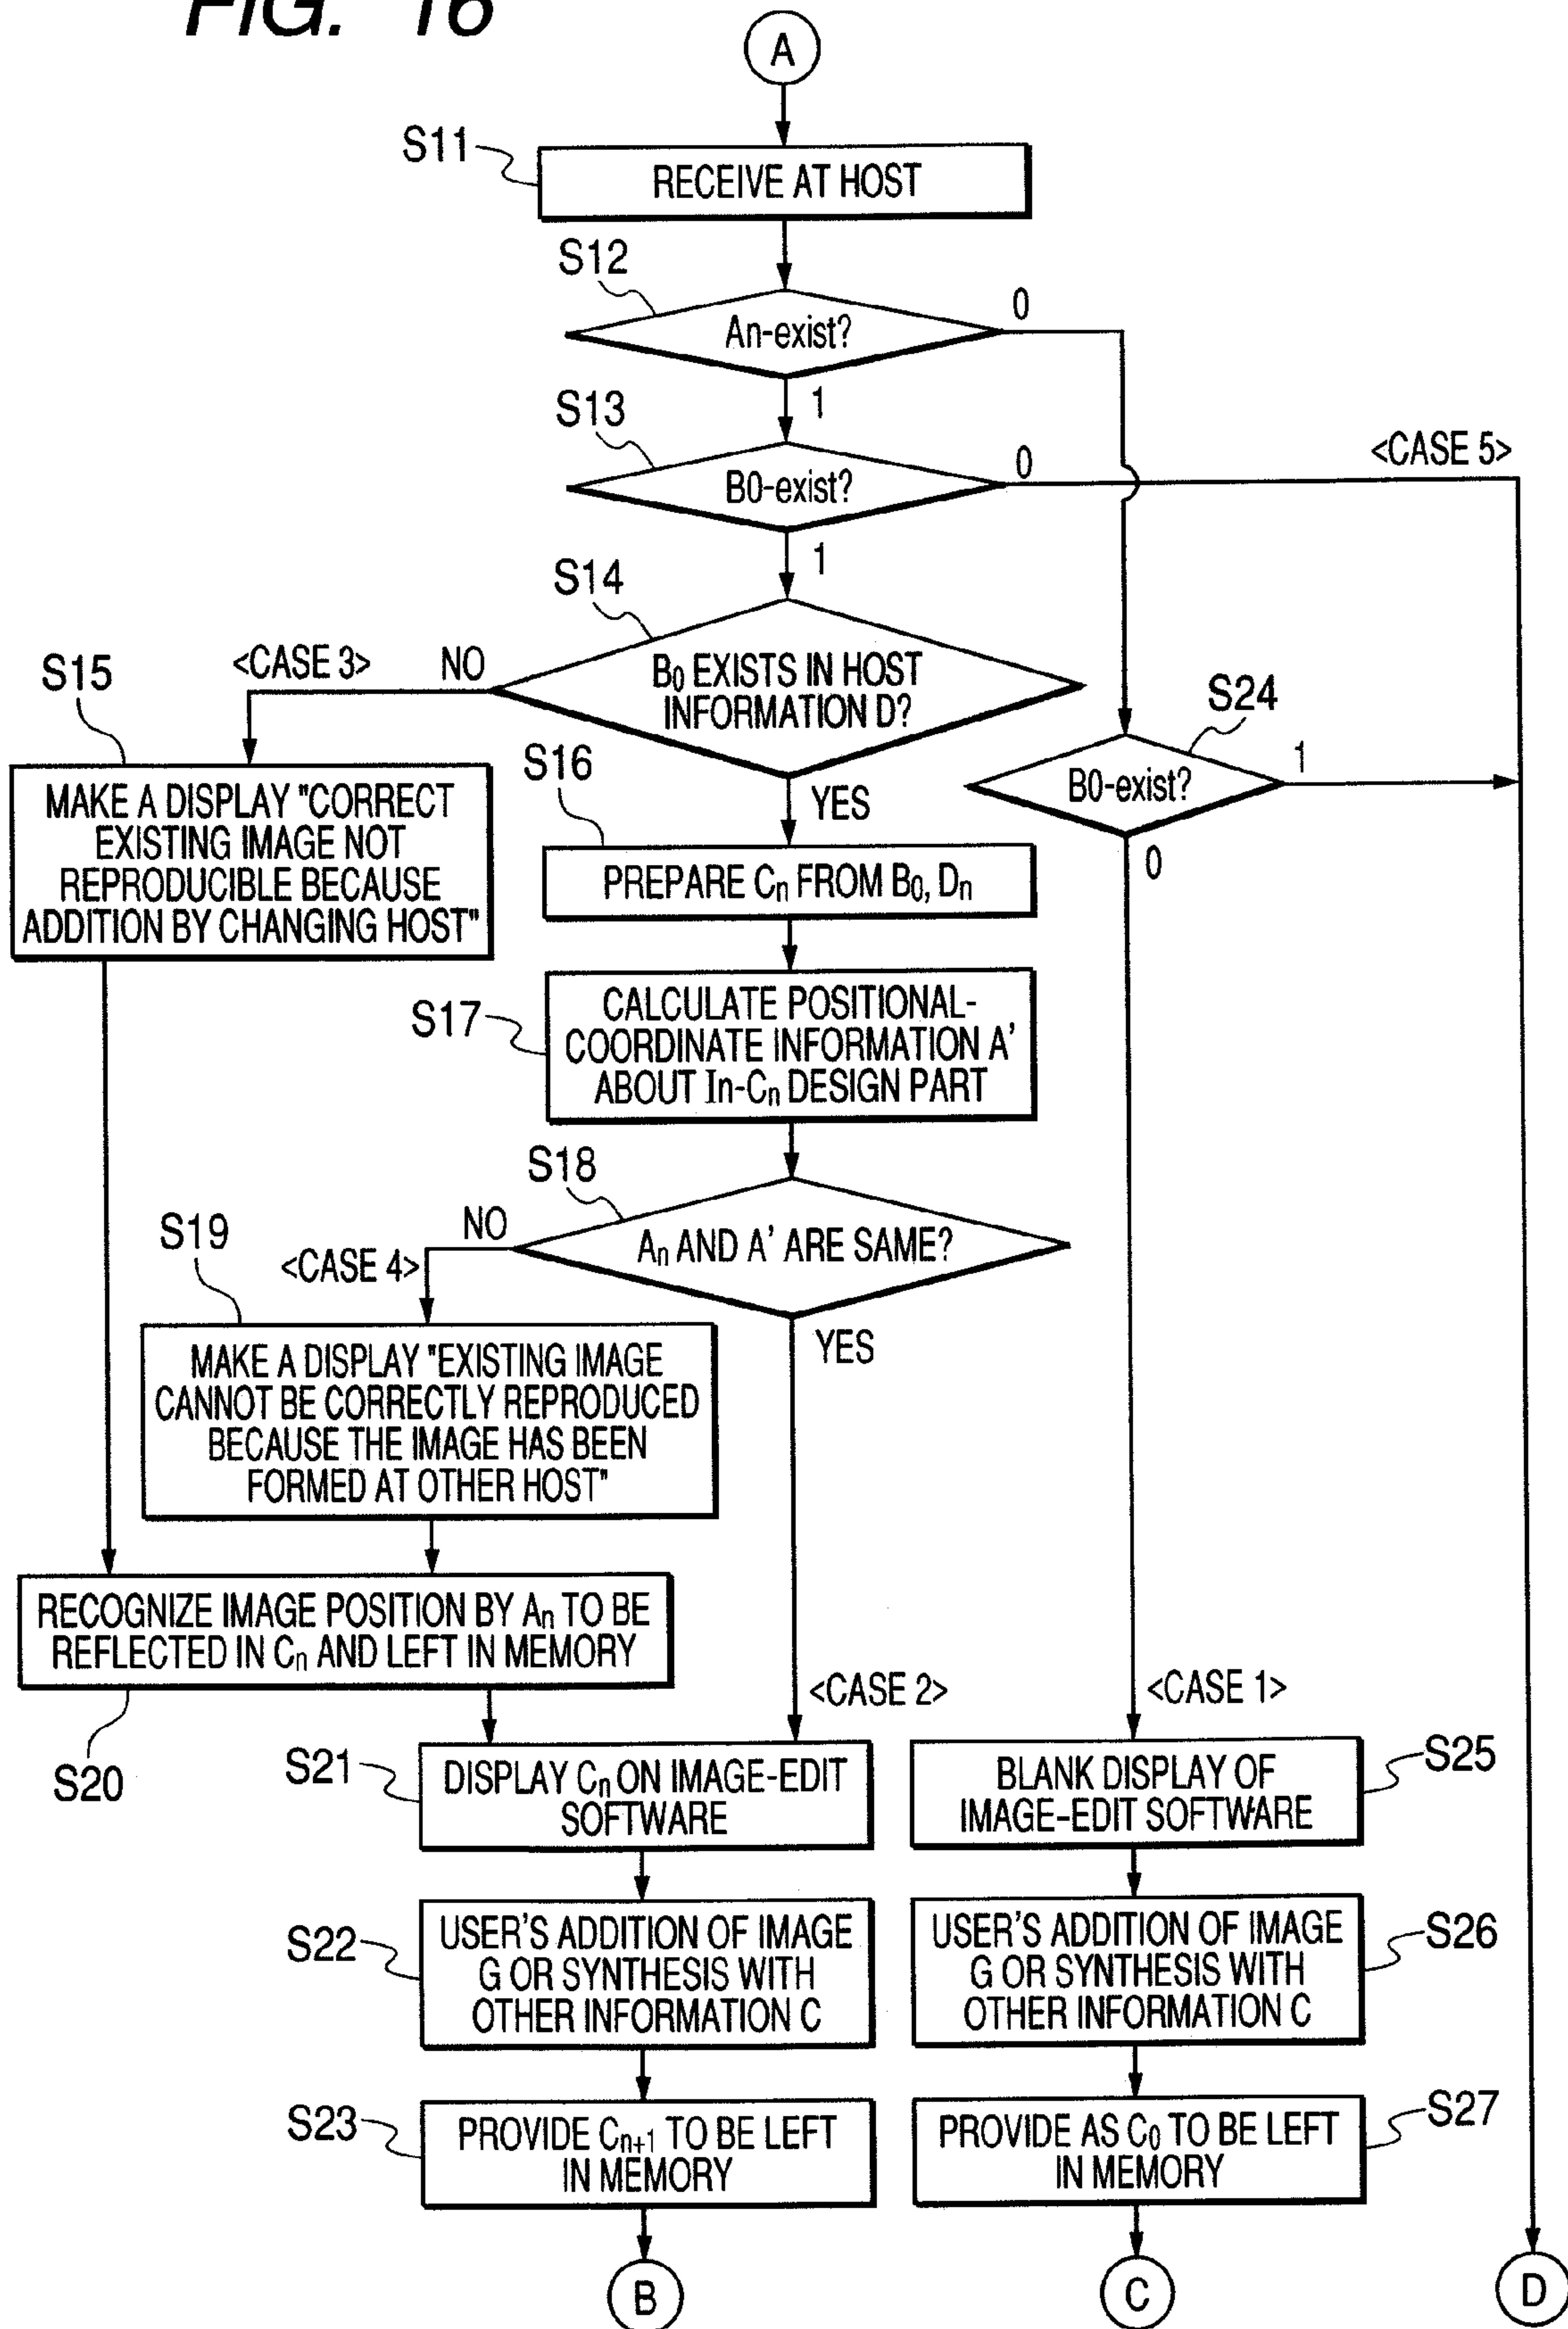 FIG. 16
A
S11
RECEIVE AT HOST
S12
An-exist?
0
1
S13
B0-exist?
0
<CASE 5>
1
S14
B₀ EXISTS IN HOST
INFORMATION D?
NO
<CASE 3>
YES
S15
MAKE A DISPLAY "CORRECT
EXISTING IMAGE NOT
REPRODUCIBLE BECAUSE
ADDITION BY CHANGING HOST"
S24
B0-exist?
1
0
S16
PREPARE Cₙ FROM B₀, Dₙ
S17
CALCULATE POSITIONAL-
COORDINATE INFORMATION A'
ABOUT In-Cₙ DESIGN PART
S18
Aₙ AND A' ARE SAME?
NO
<CASE 4>
YES
S19
MAKE A DISPLAY "EXISTING IMAGE
CANNOT BE CORRECTLY REPRODUCED
BECAUSE THE IMAGE HAS BEEN
FORMED AT OTHER HOST"
RECOGNIZE IMAGE POSITION BY Aₙ TO BE
REFLECTED IN Cₙ AND LEFT IN MEMORY
S20
<CASE 2>
<CASE 1>
S21
DISPLAY Cₙ ON IMAGE-EDIT
SOFTWARE
BLANK DISPLAY OF
IMAGE-EDIT SOFTWARE
S25
S22
USER'S ADDITION OF IMAGE
G OR SYNTHESIS WITH
OTHER INFORMATION C
USER'S ADDITION OF IMAGE
G OR SYNTHESIS WITH
OTHER INFORMATION C
S26
S23
PROVIDE Cₙ₊₁ TO BE LEFT
IN MEMORY
PROVIDE AS C₀ TO BE LEFT
IN MEMORY
S27
B
C
D